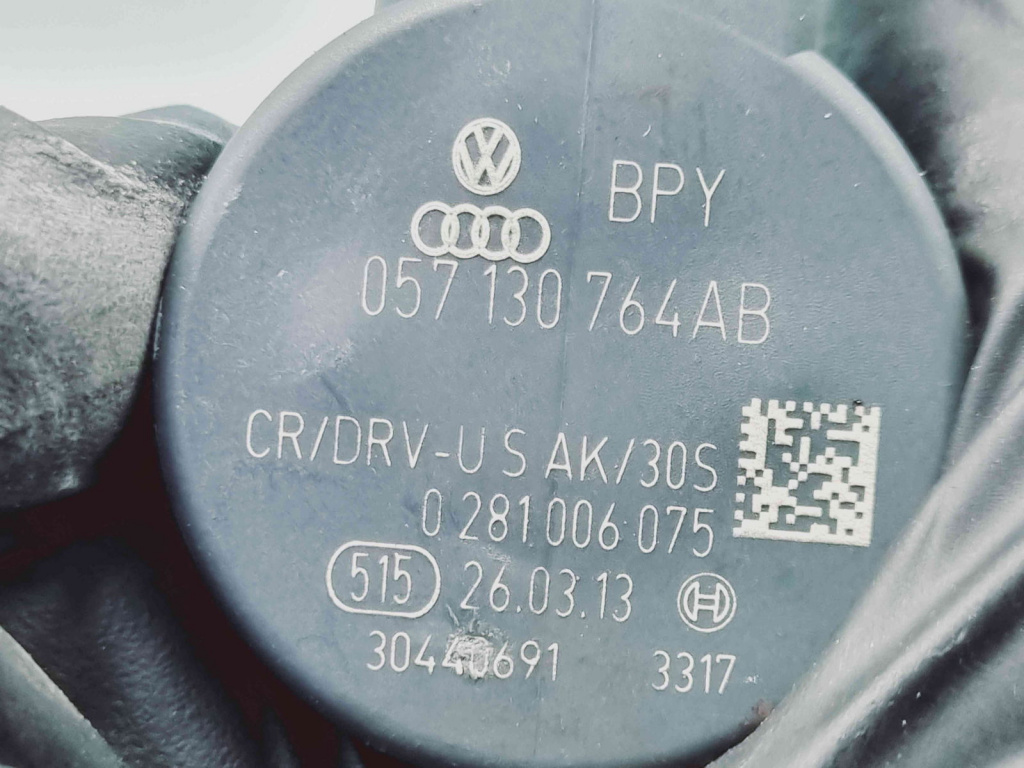 BPY
057 130 764AB
CR/DRV-U S AK/30S
0 281 006 075
515 26.03.13
30440691 3317